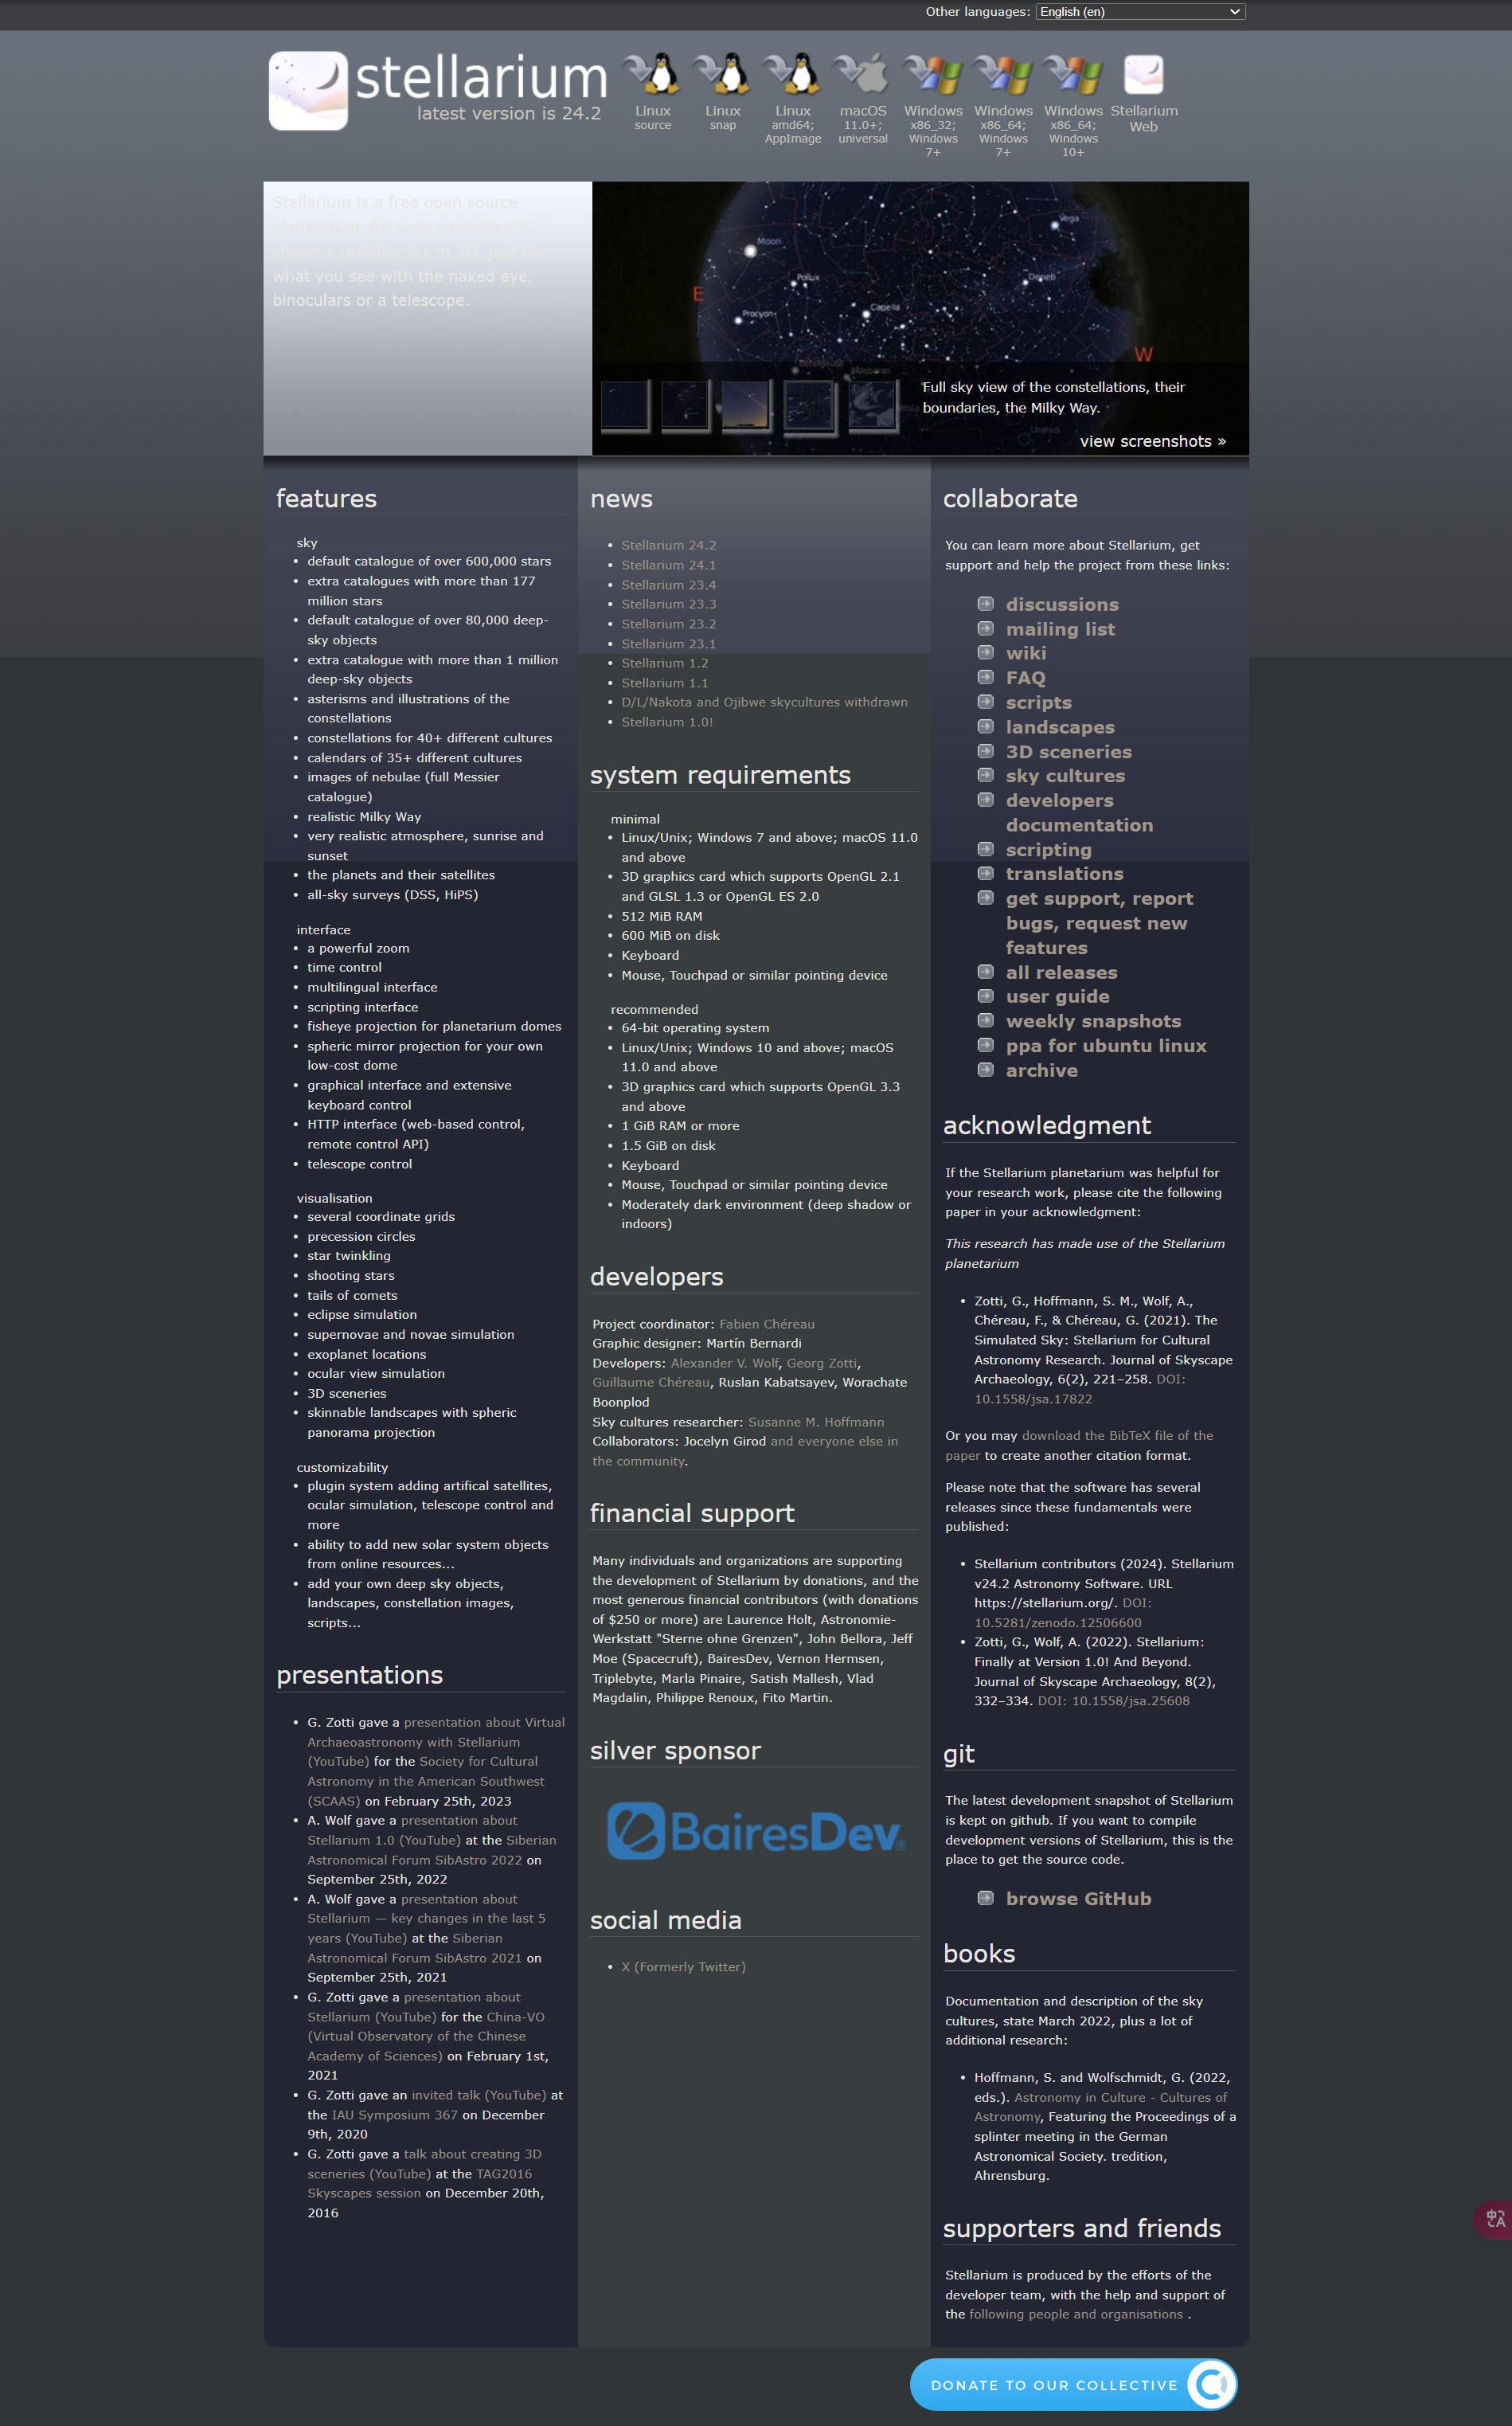 Other languages: English (en)
stellarium
latest version is 24.2
Linux
source
Linux
snap
Linux
amd64;
AppImage
macOS
11.0+;
universal
Windows
x86_32;
Windows
7+
Windows
x86_64;
Windows
7+
Windows
x86_64;
Windows
10+
Stellarium
Web
Stellarium is a free open source
planetarium for your computer. It
shows a realistic sky in 3D, just like
what you see with the naked eye,
binoculars or a telescope.
Vega
Moon
Pollux
Deneb
E
Capella
Procyon
W
Betelgeuse
Aldebaran
Full sky view of the constellations, their
boundaries, the Milky Way.
Uranus
view screenshots »
features
sky
• default catalogue of over 600,000 stars
• extra catalogues with more than 177
million stars
• default catalogue of over 80,000 deep-
sky objects
• extra catalogue with more than 1 million
deep-sky objects
• asterisms and illustrations of the
constellations
• constellations for 40+ different cultures
• calendars of 35+ different cultures
• images of nebulae (full Messier
catalogue)
• realistic Milky Way
• very realistic atmosphere, sunrise and
sunset
• the planets and their satellites
• all-sky surveys (DSS, HiPS)
interface
• a powerful zoom
• time control
• multilingual interface
• scripting interface
• fisheye projection for planetarium domes
• spheric mirror projection for your own
low-cost dome
• graphical interface and extensive
keyboard control
• HTTP interface (web-based control,
remote control API)
• telescope control
visualisation
• several coordinate grids
• precession circles
• star twinkling
• shooting stars
• tails of comets
• eclipse simulation
• supernovae and novae simulation
• exoplanet locations
• ocular view simulation
• 3D sceneries
• skinnable landscapes with spheric
panorama projection
customizability
• plugin system adding artifical satellites,
ocular simulation, telescope control and
more
• ability to add new solar system objects
from online resources...
• add your own deep sky objects,
landscapes, constellation images,
scripts...
presentations
• G. Zotti gave a presentation about Virtual
Archaeoastronomy with Stellarium
(YouTube) for the Society for Cultural
Astronomy in the American Southwest
(SCAAS) on February 25th, 2023
• A. Wolf gave a presentation about
Stellarium 1.0 (YouTube) at the Siberian
Astronomical Forum SibAstro 2022 on
September 25th, 2022
• A. Wolf gave a presentation about
Stellarium — key changes in the last 5
years (YouTube) at the Siberian
Astronomical Forum SibAstro 2021 on
September 25th, 2021
• G. Zotti gave a presentation about
Stellarium (YouTube) for the China-VO
(Virtual Observatory of the Chinese
Academy of Sciences) on February 1st,
2021
• G. Zotti gave an invited talk (YouTube) at
the IAU Symposium 367 on December
9th, 2020
• G. Zotti gave a talk about creating 3D
sceneries (YouTube) at the TAG2016
Skyscapes session on December 20th,
2016
news
• Stellarium 24.2
• Stellarium 24.1
• Stellarium 23.4
• Stellarium 23.3
• Stellarium 23.2
• Stellarium 23.1
• Stellarium 1.2
• Stellarium 1.1
• D/L/Nakota and Ojibwe skycultures withdrawn
• Stellarium 1.0!
system requirements
minimal
• Linux/Unix; Windows 7 and above; macOS 11.0
and above
• 3D graphics card which supports OpenGL 2.1
and GLSL 1.3 or OpenGL ES 2.0
• 512 MiB RAM
• 600 MiB on disk
• Keyboard
• Mouse, Touchpad or similar pointing device
recommended
• 64-bit operating system
• Linux/Unix; Windows 10 and above; macOS
11.0 and above
• 3D graphics card which supports OpenGL 3.3
and above
• 1 GiB RAM or more
• 1.5 GiB on disk
• Keyboard
• Mouse, Touchpad or similar pointing device
• Moderately dark environment (deep shadow or
indoors)
developers
Project coordinator: Fabien Chéreau
Graphic designer: Martín Bernardi
Developers: Alexander V. Wolf, Georg Zotti,
Guillaume Chéreau, Ruslan Kabatsayev, Worachate
Boonplod
Sky cultures researcher: Susanne M. Hoffmann
Collaborators: Jocelyn Girod and everyone else in
the community.
financial support
Many individuals and organizations are supporting
the development of Stellarium by donations, and the
most generous financial contributors (with donations
of $250 or more) are Laurence Holt, Astronomie-
Werkstatt "Sterne ohne Grenzen", John Bellora, Jeff
Moe (Spacecruft), BairesDev, Vernon Hermsen,
Triplebyte, Marla Pinaire, Satish Mallesh, Vlad
Magdalin, Philippe Renoux, Fito Martin.
silver sponsor
BairesDev®
social media
• X (Formerly Twitter)
collaborate
You can learn more about Stellarium, get
support and help the project from these links:
discussions
mailing list
wiki
FAQ
scripts
landscapes
3D sceneries
sky cultures
developers
documentation
scripting
translations
get support, report
bugs, request new
features
all releases
user guide
weekly snapshots
ppa for ubuntu linux
archive
acknowledgment
If the Stellarium planetarium was helpful for
your research work, please cite the following
paper in your acknowledgment:
This research has made use of the Stellarium
planetarium
• Zotti, G., Hoffmann, S. M., Wolf, A.,
Chéreau, F., & Chéreau, G. (2021). The
Simulated Sky: Stellarium for Cultural
Astronomy Research. Journal of Skyscape
Archaeology, 6(2), 221–258. DOI:
10.1558/jsa.17822
Or you may download the BibTeX file of the
paper to create another citation format.
Please note that the software has several
releases since these fundamentals were
published:
• Stellarium contributors (2024). Stellarium
v24.2 Astronomy Software. URL
https://stellarium.org/. DOI:
10.5281/zenodo.12506600
• Zotti, G., Wolf, A. (2022). Stellarium:
Finally at Version 1.0! And Beyond.
Journal of Skyscape Archaeology, 8(2),
332–334. DOI: 10.1558/jsa.25608
git
The latest development snapshot of Stellarium
is kept on github. If you want to compile
development versions of Stellarium, this is the
place to get the source code.
browse GitHub
books
Documentation and description of the sky
cultures, state March 2022, plus a lot of
additional research:
• Hoffmann, S. and Wolfschmidt, G. (2022,
eds.). Astronomy in Culture - Cultures of
Astronomy, Featuring the Proceedings of a
splinter meeting in the German
Astronomical Society. tredition,
Ahrensburg.
supporters and friends
Stellarium is produced by the efforts of the
developer team, with the help and support of
the following people and organisations .
DONATE TO OUR COLLECTIVE